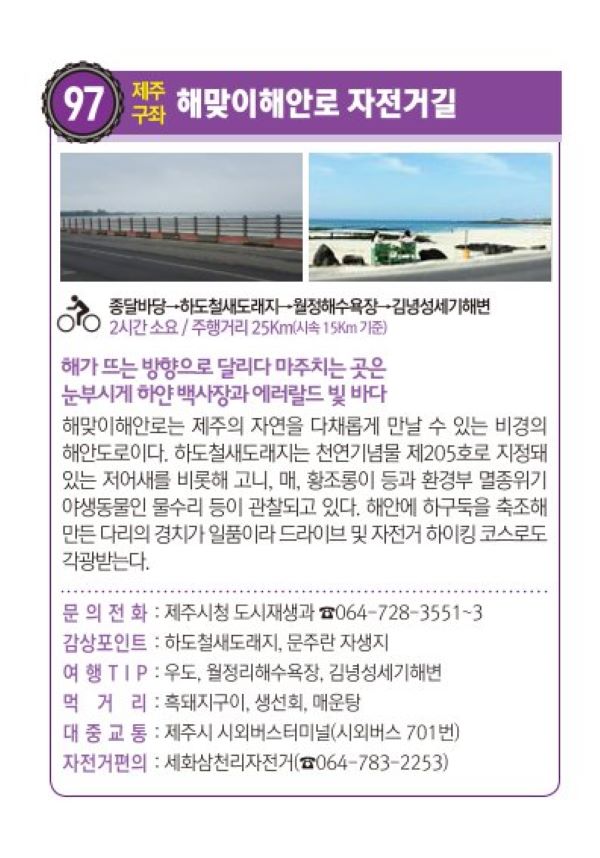 97 제주 구좌 해맞이해안로 자전거길
종달바당→하도철새도래지→월정해수욕장→김녕성세기해변
2시간 소요 / 주행거리 25Km(시속 15Km 기준)
해가 뜨는 방향으로 달리다 마주치는 곳은
눈부시게 하얀 백사장과 에러랄드 빛 바다
해맞이해안로는 제주의 자연을 다채롭게 만날 수 있는 비경의
해안도로이다. 하도철새도래지는 천연기념물 제205호로 지정돼
있는 저어새를 비롯해 고니, 매, 황조롱이 등과 환경부 멸종위기
야생동물인 물수리 등이 관찰되고 있다. 해안에 하구둑을 축조해
만든 다리의 경치가 일품이라 드라이브 및 자전거 하이킹 코스로도
각광받는다.
문의전화 : 제주시청 도시재생과 ☎064-728-3551~3
감상포인트 : 하도철새도래지, 문주란 자생지
여행TIP : 우도, 월정리해수욕장, 김녕성세기해변
먹거리 : 흑돼지구이, 생선회, 매운탕
대중교통 : 제주시 시외버스터미널(시외버스 701번)
자전거편의 : 세화삼천리자전거(☎064-783-2253)